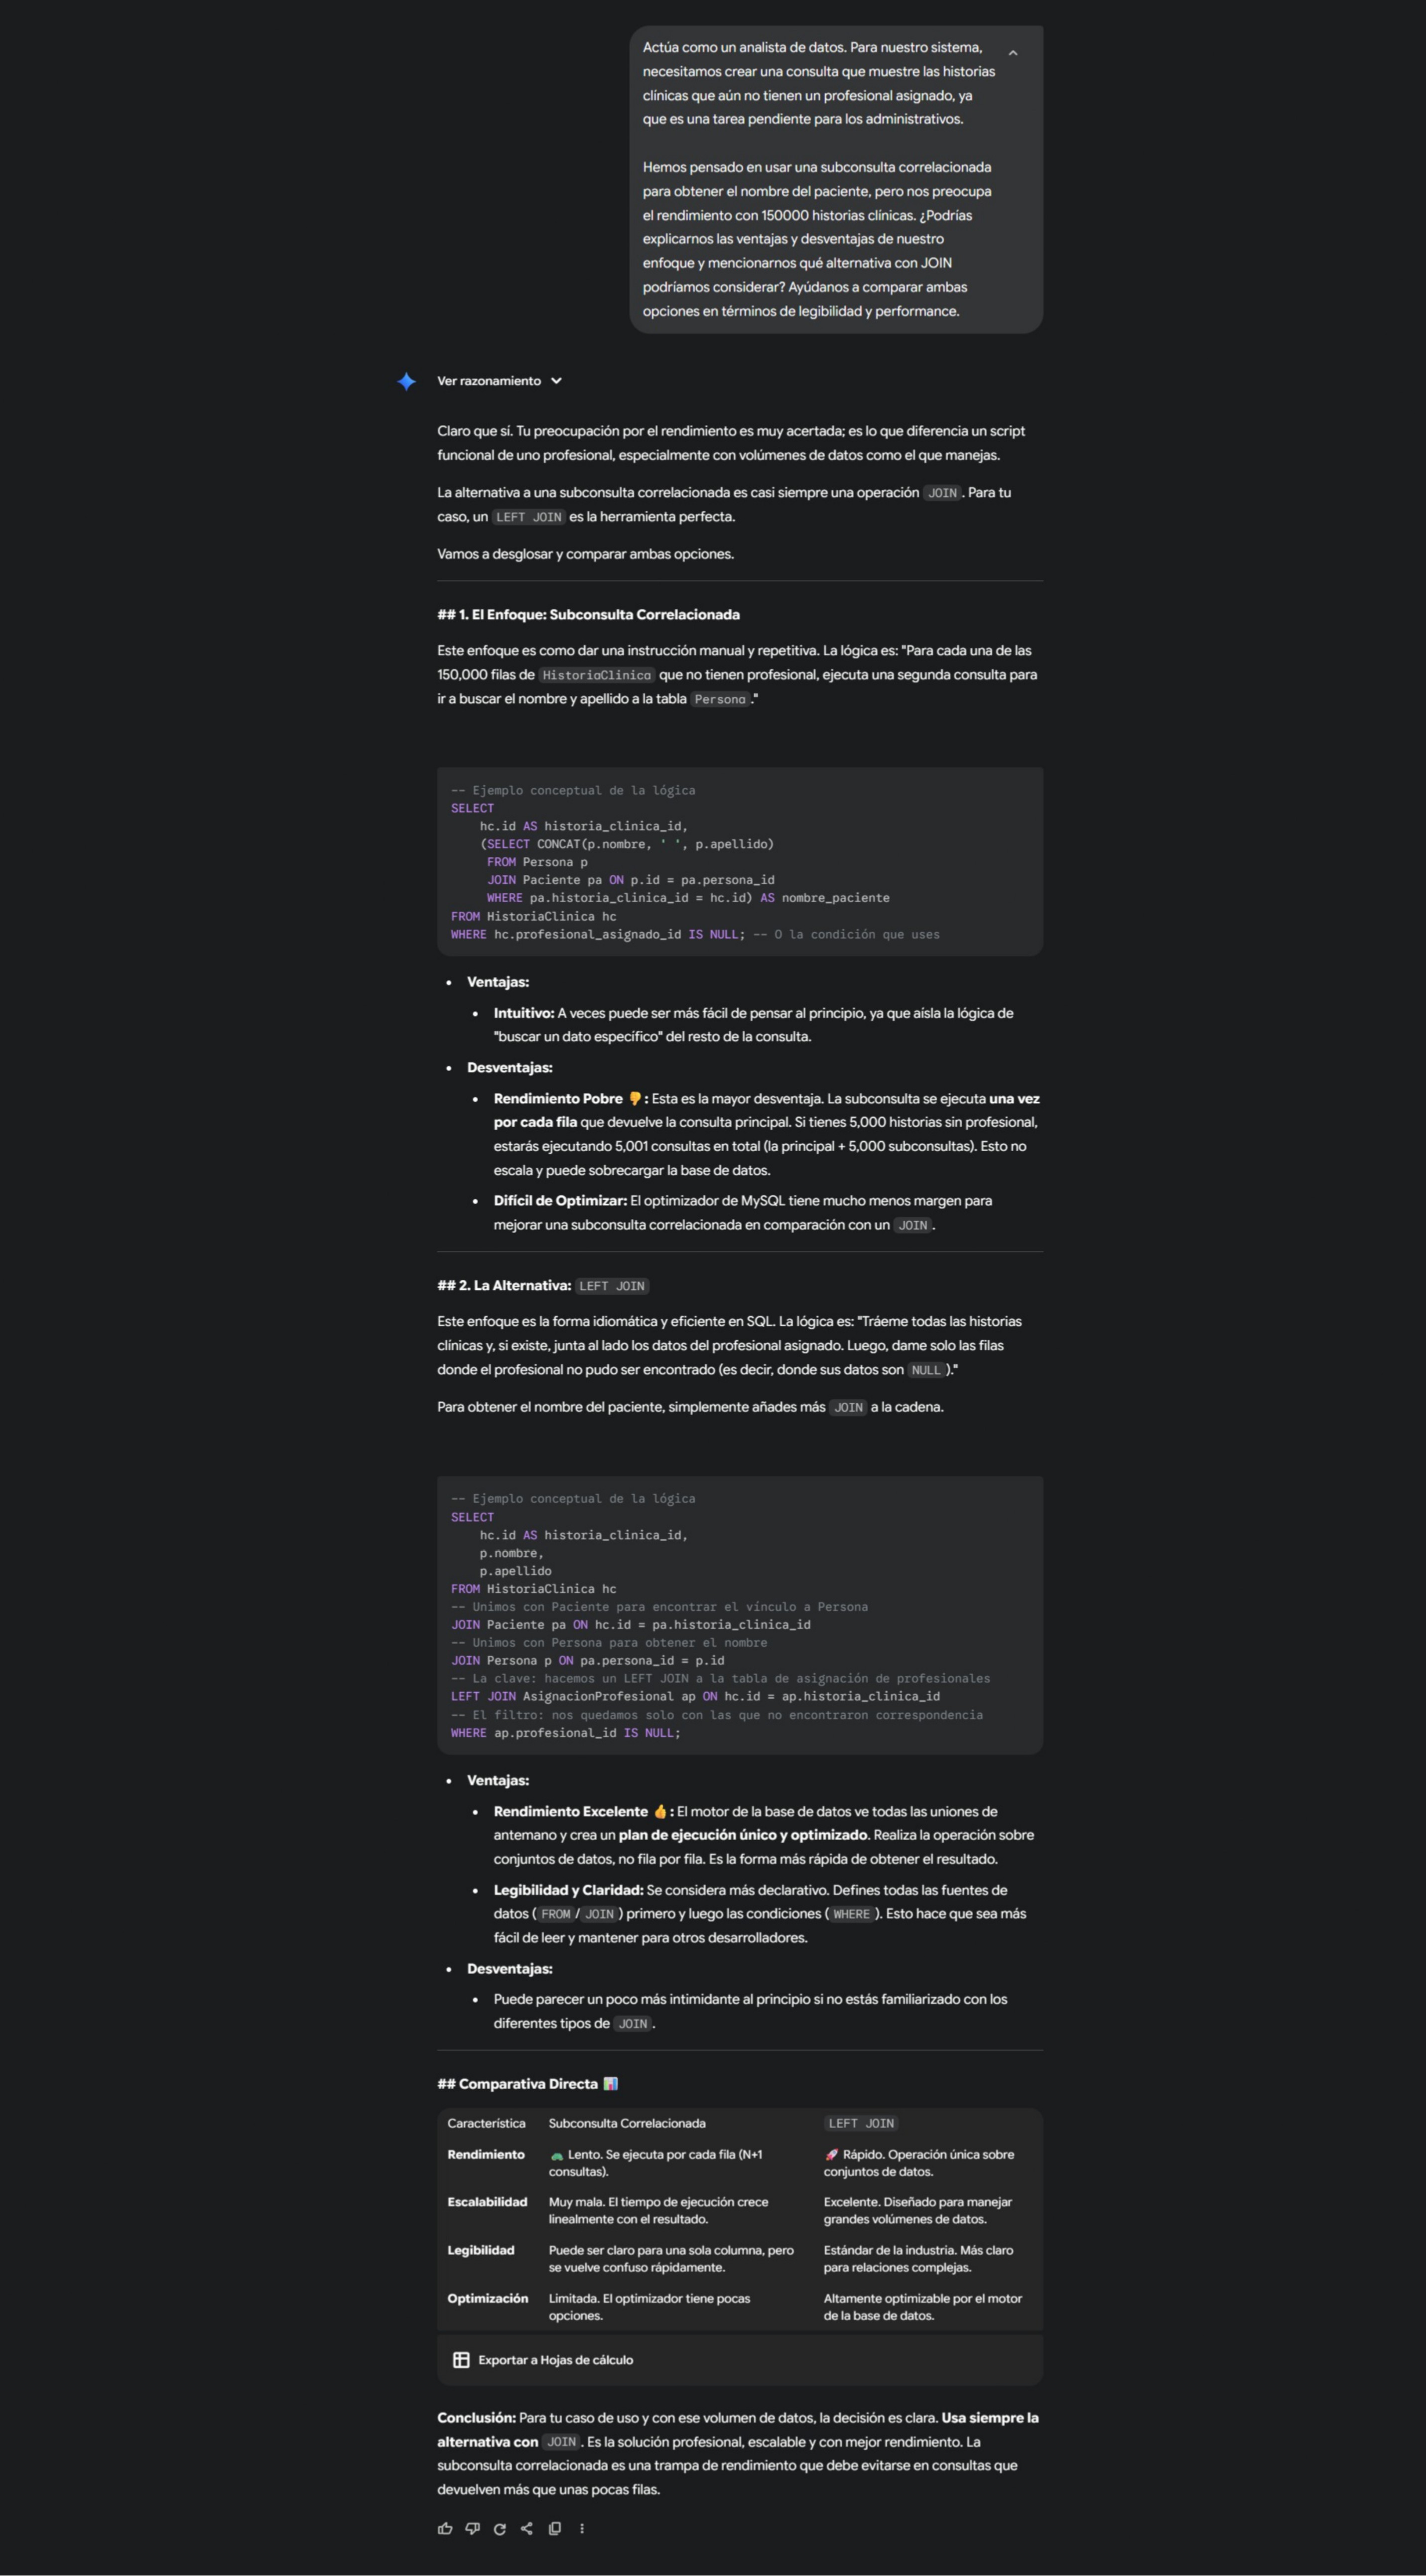 Actúa como un analista de datos. Para nuestro sistema,
necesitamos crear una consulta que muestre las historias
clínicas que aún no tienen un profesional asignado, ya
que es una tarea pendiente para los administrativos.
Hemos pensado en usar una subconsulta correlacionada
para obtener el nombre del paciente, pero nos preocupa
el rendimiento con 150000 historias clínicas. ¿Podrías
explicarnos las ventajas y desventajas de nuestro
enfoque y mencionarnos qué alternativa con JOIN
podríamos considerar? Ayúdanos a comparar ambas
opciones en términos de legibilidad y performance.
Ver razonamiento
Claro que sí. Tu preocupación por el rendimiento es muy acertada; es lo que diferencia un script
funcional de uno profesional, especialmente con volúmenes de datos como el que manejas.
La alternativa a una subconsulta correlacionada es casi siempre una operación JOIN. Para tu
caso, un LEFT JOIN es la herramienta perfecta.
Vamos a desglosar y comparar ambas opciones.
## 1. El Enfoque: Subconsulta Correlacionada
Este enfoque es como dar una instrucción manual y repetitiva. La lógica es: "Para cada una de las
150,000 filas de HistoriaClinica que no tienen profesional, ejecuta una segunda consulta para
ir a buscar el nombre y apellido a la tabla Persona."
-- Ejemplo conceptual de la lógica
SELECT
    hc.id AS historia_clinica_id,
    (SELECT CONCAT(p.nombre, ' ', p.apellido)
     FROM Persona p
     JOIN Paciente pa ON p.id = pa.persona_id
     WHERE pa.historia_clinica_id = hc.id) AS nombre_paciente
FROM HistoriaClinica hc
WHERE hc.profesional_asignado_id IS NULL; -- O la condición que uses
• Ventajas:
• Intuitivo: A veces puede ser más fácil de pensar al principio, ya que aísla la lógica de
"buscar un dato específico" del resto de la consulta.
• Desventajas:
• Rendimiento Pobre 👎: Esta es la mayor desventaja. La subconsulta se ejecuta una vez
por cada fila que devuelve la consulta principal. Si tienes 5,000 historias sin profesional,
estarás ejecutando 5,001 consultas en total (la principal + 5,000 subconsultas). Esto no
escala y puede sobrecargar la base de datos.
• Difícil de Optimizar: El optimizador de MySQL tiene mucho menos margen para
mejorar una subconsulta correlacionada en comparación con un JOIN.
## 2. La Alternativa: LEFT JOIN
Este enfoque es la forma idiomática y eficiente en SQL. La lógica es: "Tráeme todas las historias
clínicas y, si existe, junta al lado los datos del profesional asignado. Luego, dame solo las filas
donde el profesional no pudo ser encontrado (es decir, donde sus datos son NULL)."
Para obtener el nombre del paciente, simplemente añades más JOIN a la cadena.
-- Ejemplo conceptual de la lógica
SELECT
    hc.id AS historia_clinica_id,
    p.nombre,
    p.apellido
FROM HistoriaClinica hc
-- Unimos con Paciente para encontrar el vínculo a Persona
JOIN Paciente pa ON hc.id = pa.historia_clinica_id
-- Unimos con Persona para obtener el nombre
JOIN Persona p ON pa.persona_id = p.id
-- La clave: hacemos un LEFT JOIN a la tabla de asignación de profesionales
LEFT JOIN AsignacionProfesional ap ON hc.id = ap.historia_clinica_id
-- El filtro: nos quedamos solo con las que no encontraron correspondencia
WHERE ap.profesional_id IS NULL;
• Ventajas:
• Rendimiento Excelente 👍: El motor de la base de datos ve todas las uniones de
antemano y crea un plan de ejecución único y optimizado. Realiza la operación sobre
conjuntos de datos, no fila por fila. Es la forma más rápida de obtener el resultado.
• Legibilidad y Claridad: Se considera más declarativo. Defines todas las fuentes de
datos (FROM/JOIN) primero y luego las condiciones (WHERE). Esto hace que sea más
fácil de leer y mantener para otros desarrolladores.
• Desventajas:
• Puede parecer un poco más intimidante al principio si no estás familiarizado con los
diferentes tipos de JOIN.
## Comparativa Directa 📊
Característica Subconsulta Correlacionada LEFT JOIN
Rendimiento 🐢 Lento. Se ejecuta por cada fila (N+1 🚀 Rápido. Operación única sobre
consultas). conjuntos de datos.
Escalabilidad Muy mala. El tiempo de ejecución crece Excelente. Diseñado para manejar
linealmente con el resultado. grandes volúmenes de datos.
Legibilidad Puede ser claro para una sola columna, pero Estándar de la industria. Más claro
se vuelve confuso rápidamente. para relaciones complejas.
Optimización Limitada. El optimizador tiene pocas Altamente optimizable por el motor
opciones. de la base de datos.
Exportar a Hojas de cálculo
Conclusión: Para tu caso de uso y con ese volumen de datos, la decisión es clara. Usa siempre la
alternativa con JOIN. Es la solución profesional, escalable y con mejor rendimiento. La
subconsulta correlacionada es una trampa de rendimiento que debe evitarse en consultas que
devuelven más que unas pocas filas.